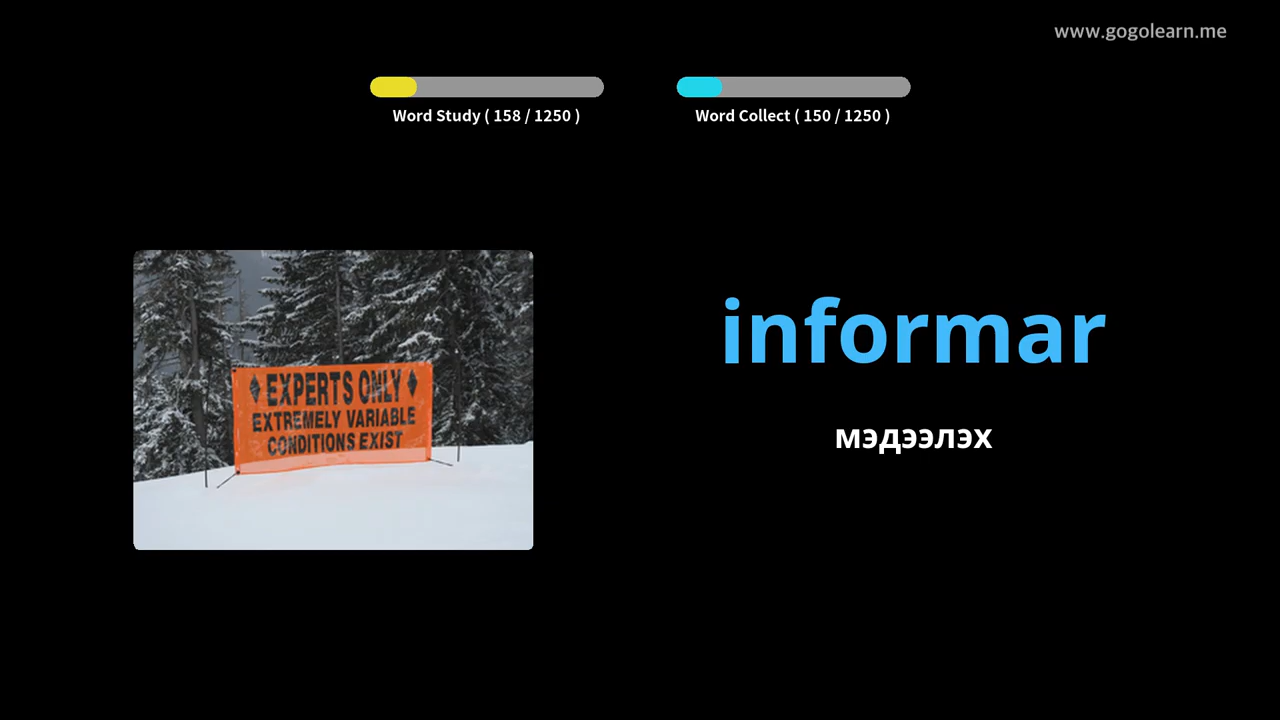 www.gogolearn.me
Word Study ( 158 / 1250 )
Word Collect ( 150 / 1250 )
EXPERTS ONLY
EXTREMELY VARIABLE
CONDITIONS EXIST
informar
мэдээлэх